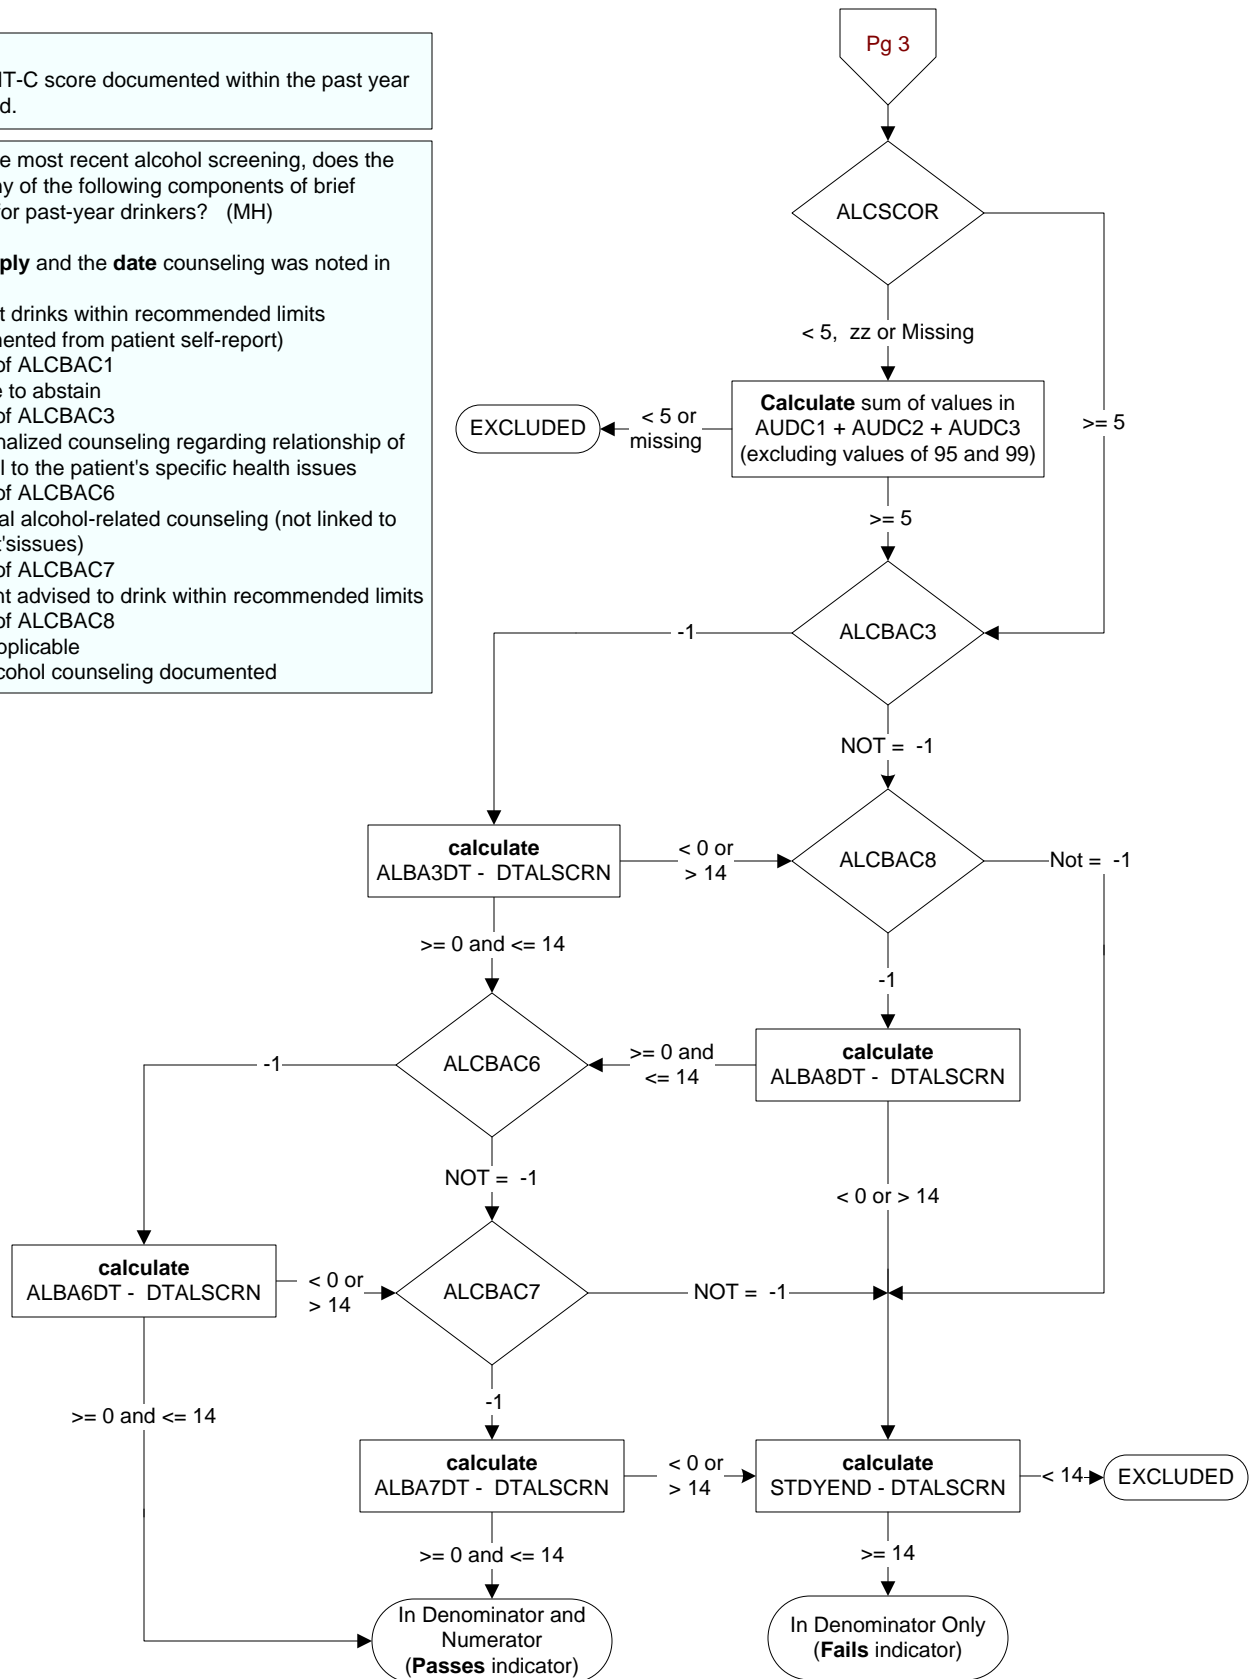 IT-C score documented within the past year
d.
e most recent alcohol screening, does the
ny of the following components of brief
for past-year drinkers? (MH)
ply and the date counseling was noted in
t drinks within recommended limits
nented from patient self-report)
of ALCBAC1
e to abstain
of ALCBAC3
nalized counseling regarding relationship of
l to the patient's specific health issues
of ALCBAC6
al alcohol-related counseling (not linked to
t'sissues)
of ALCBAC7
nt advised to drink within recommended limits
of ALCBAC8
pplicable
cohol counseling documented
Pg 3
ALCSCOR
< 5, zz or Missing
>= 5
Calculate sum of values in
AUDC1 + AUDC2 + AUDC3
(excluding values of 95 and 99)
< 5 or
missing
EXCLUDED
>= 5
ALCBAC3
-1
NOT = -1
calculate
ALBA3DT - DTALSCRN
< 0 or
> 14
ALCBAC8
Not = -1
>= 0 and <= 14
-1
ALCBAC6
-1
>= 0 and
<= 14
calculate
ALBA8DT - DTALSCRN
NOT = -1
< 0 or > 14
calculate
ALBA6DT - DTALSCRN
< 0 or
> 14
ALCBAC7
NOT = -1
>= 0 and <= 14
-1
calculate
ALBA7DT - DTALSCRN
< 0 or
> 14
calculate
STDYEND - DTALSCRN
< 14
EXCLUDED
>= 0 and <= 14
>= 14
In Denominator and
Numerator
(Passes indicator)
In Denominator Only
(Fails indicator)